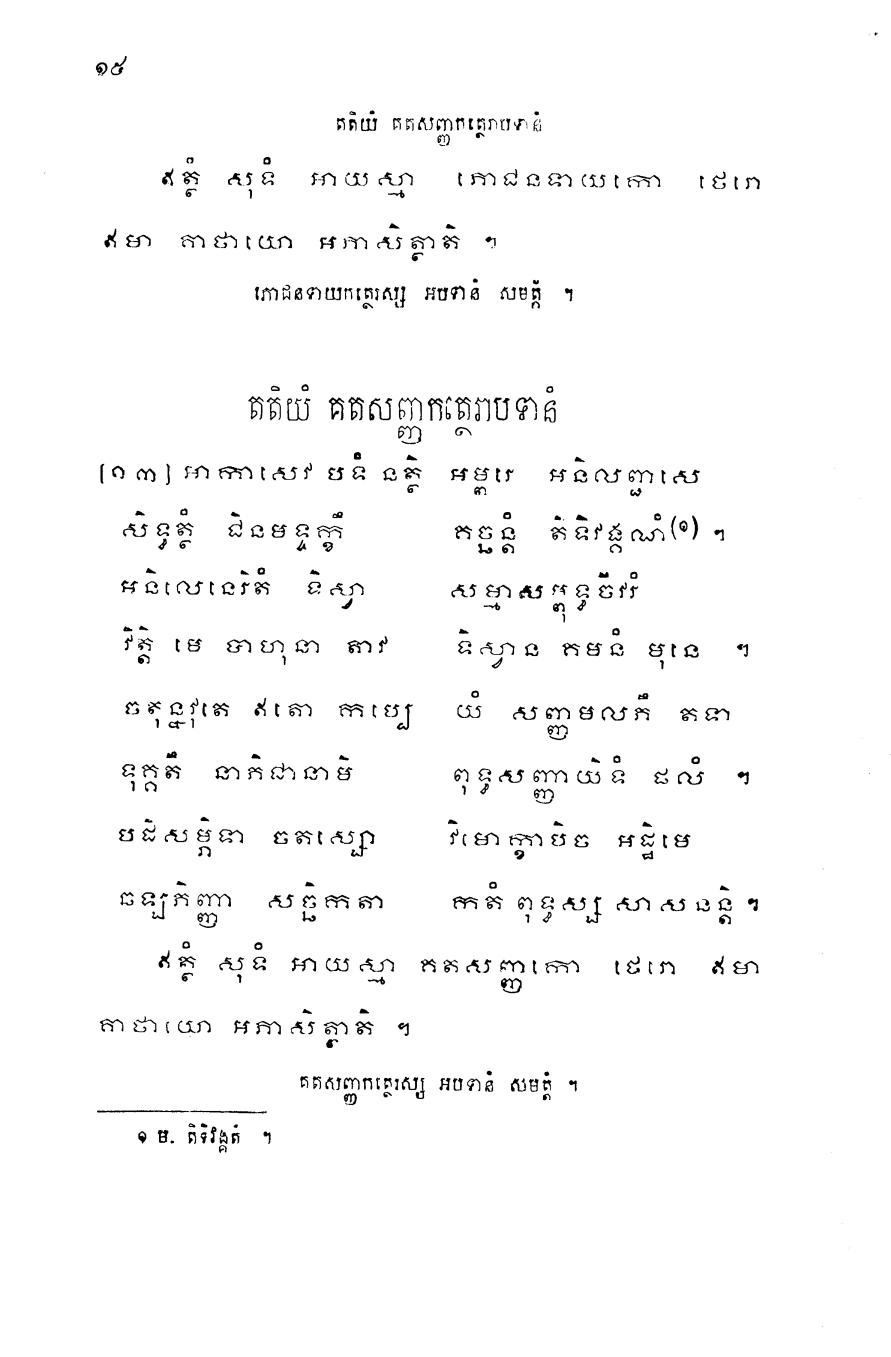 ១៥
តតិយំ គតសញ្ញកត្ថេរាបទានំ
ឥត្ថំ សុទំ អាយស្មា ភោជនទាយកោ ថេរោ
ឥមា គាថាយោ អភាសិត្ថាតិ ។
ភោជនទាយកត្ថេរស្ស អបទានំ សមត្តំ ។
តតិយំ គតសញ្ញកត្ថេរាបទានំ
[១៣] អាកាសេវ បទំ នត្ថិ អម្ពរេ អនិលញ្ជសេ
សិទ្ធត្ថំ ជិនមទ្ទក្ខឹ គច្ឆន្តំ តិទិវង្គណំ(១) ។
អនិលេនេរិតំ ទិស្វា សម្មាសម្ពុទ្ធចីវរំ
វិត្តិ មេ បាហុនា តាវ ទិស្វាន គមនំ មុនេ ។
ចតុន្នវុតេ ឥតោ កប្បេ យំ សញ្ញមលភឹ តទា
ទុគ្គតឹ នាភិជានាមិ ពុទ្ធសញ្ញាយិទំ ផលំ ។
បដិសម្ភិទា ចតស្សោ វិមោក្ខាបិច អដ្ឋិមេ
ឆឡភិញ្ញា សច្ឆិកតា កតំ ពុទ្ធស្ស សាសនន្តិ ។
ឥត្ថំ សុទំ អាយស្មា គតសញ្ញកោ ថេរោ ឥមា
គាថាយោ អភាសិត្ថាតិ ។
គតសញ្ញកត្ថេរស្ស អបទានំ សមត្តំ ។
១ ម. តិទិវង្គតំ ។